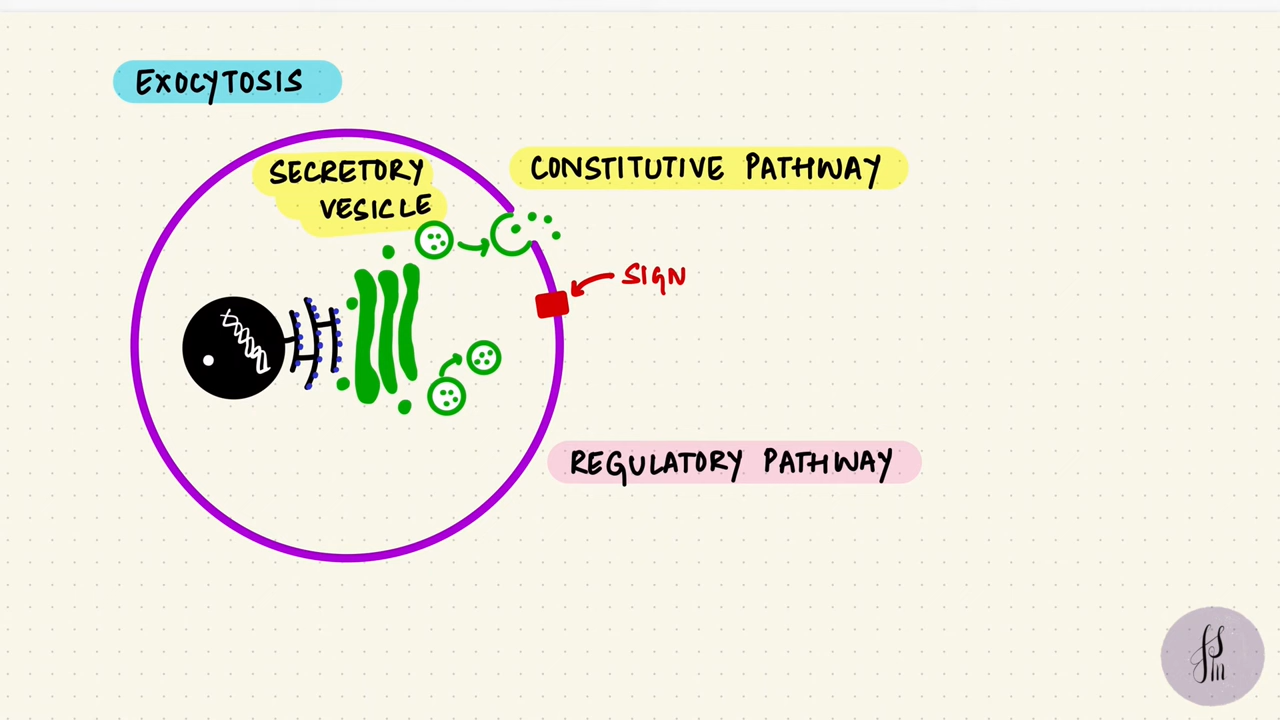 EXOCYTOSIS
SECRETORY
VESICLE
CONSTITUTIVE PATHWAY
SIGN
REGULATORY PATHWAY